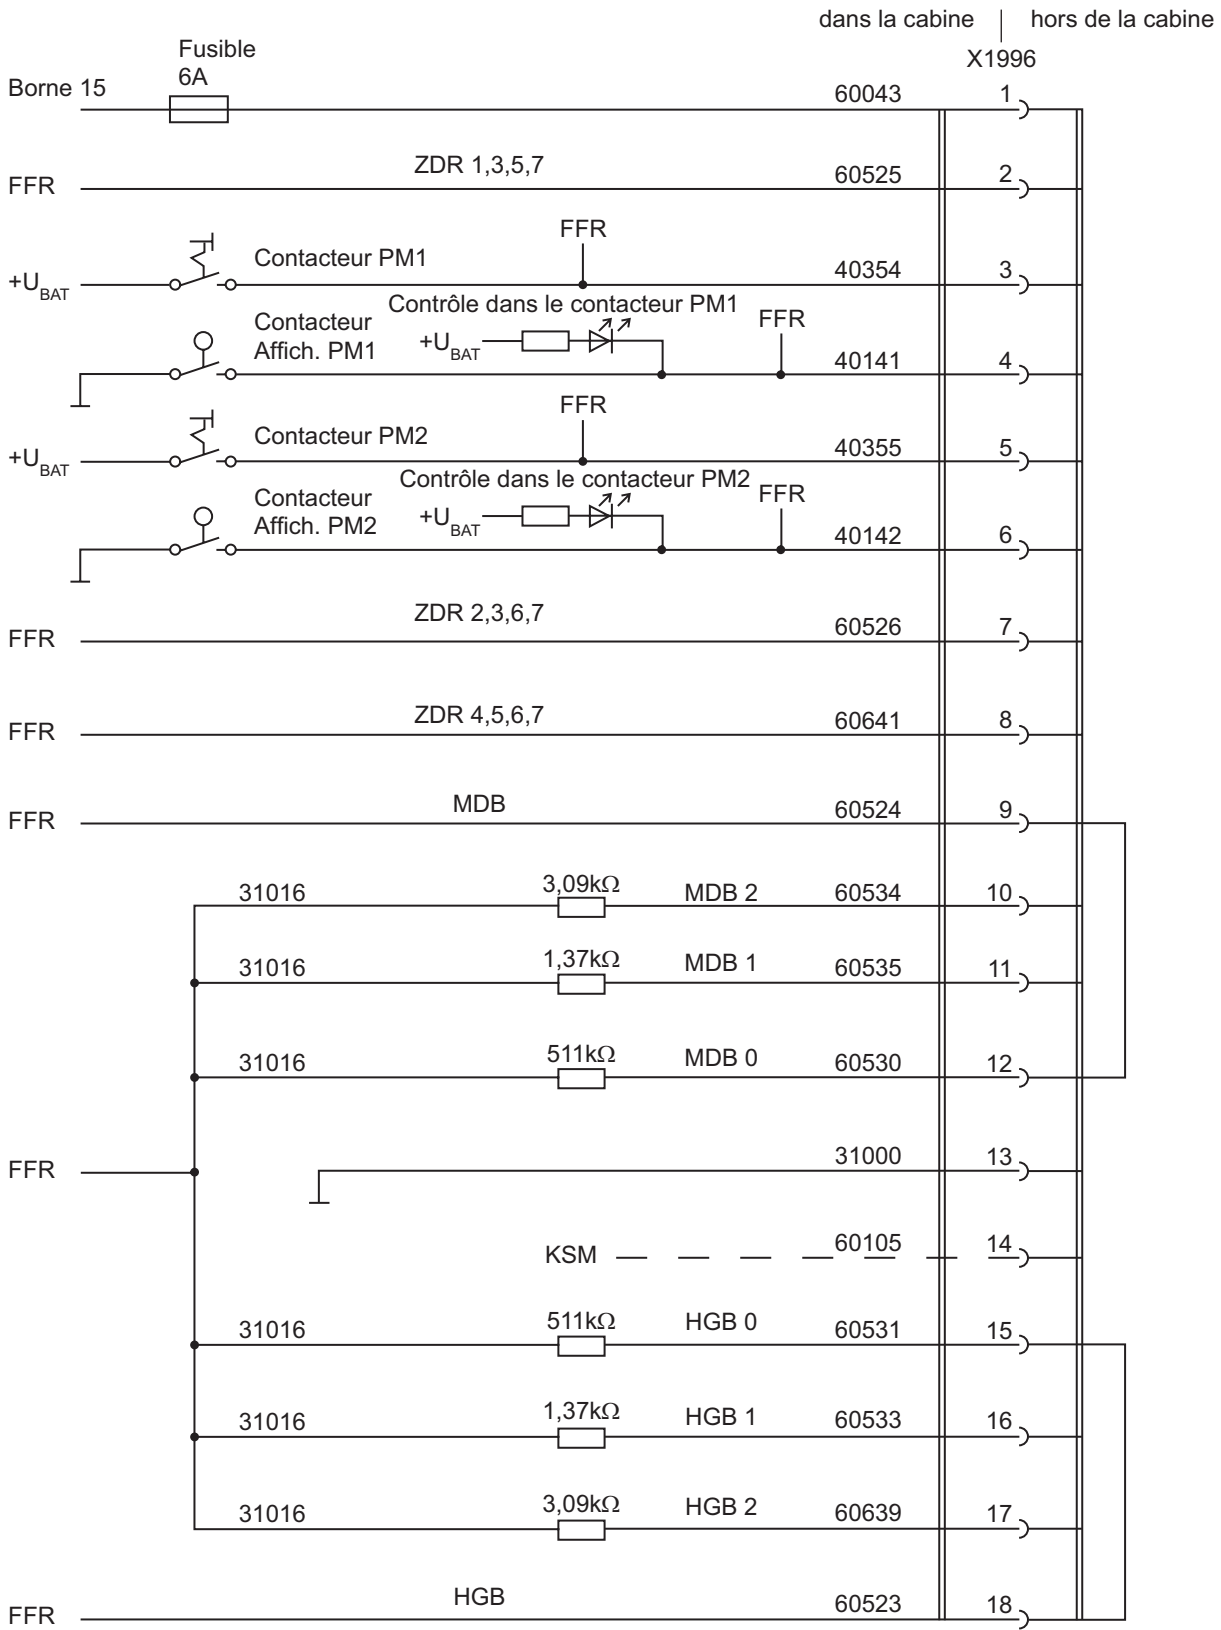 dans la cabine hors de la cabine
X1996
Fusible
6A
Borne 15 60043 1
FFR ZDR 1,3,5,7 60525 2
FFR
+UBAT Contacteur PM1 40354 3
Contrôle dans le contacteur PM1
Contacteur
Affich. PM1 +UBAT FFR 40141 4
FFR
+UBAT Contacteur PM2 40355 5
Contrôle dans le contacteur PM2
Contacteur
Affich. PM2 +UBAT FFR 40142 6
FFR ZDR 2,3,6,7 60526 7
FFR ZDR 4,5,6,7 60641 8
FFR MDB 60524 9
31016 3,09kΩ MDB 2 60534 10
31016 1,37kΩ MDB 1 60535 11
31016 511kΩ MDB 0 60530 12
FFR 31000 13
KSM 60105 14
31016 511kΩ HGB 0 60531 15
31016 1,37kΩ HGB 1 60533 16
31016 3,09kΩ HGB 2 60639 17
FFR HGB 60523 18